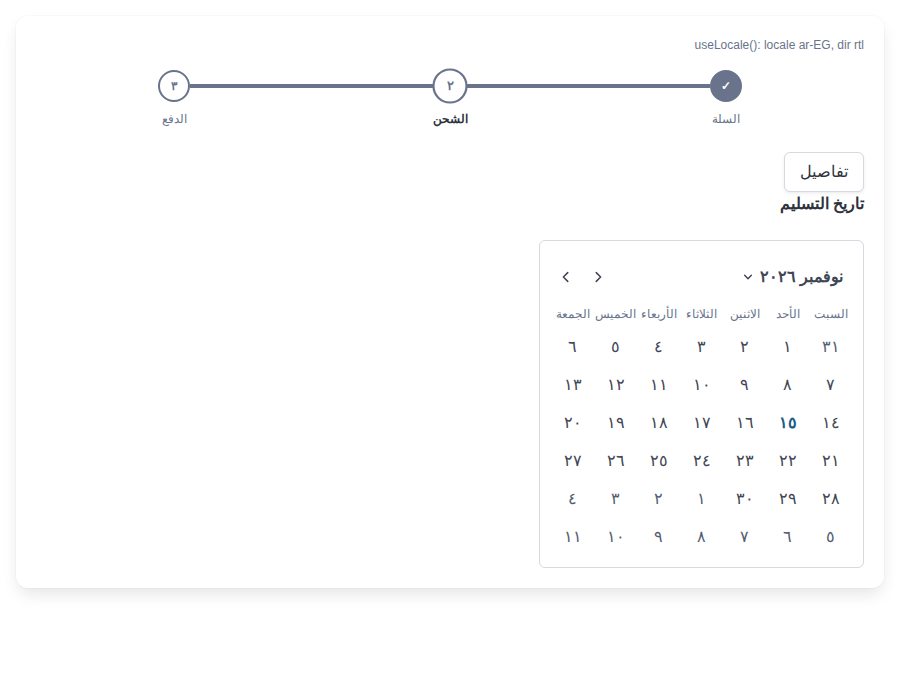 useLocale(): locale ar-EG, dir rtl
✓ ٢ ٣
السلة الشحن الدفع
تفاصيل
تاريخ التسليم
نوفمبر ٢٠٢٦
السبت الأحد الاثنين الثلاثاء الأربعاء الخميس الجمعة
٣١ ١ ٢ ٣ ٤ ٥ ٦
٧ ٨ ٩ ١٠ ١١ ١٢ ١٣
١٤ ١٥ ١٦ ١٧ ١٨ ١٩ ٢٠
٢١ ٢٢ ٢٣ ٢٤ ٢٥ ٢٦ ٢٧
٢٨ ٢٩ ٣٠ ١ ٢ ٣ ٤
٥ ٦ ٧ ٨ ٩ ١٠ ١١